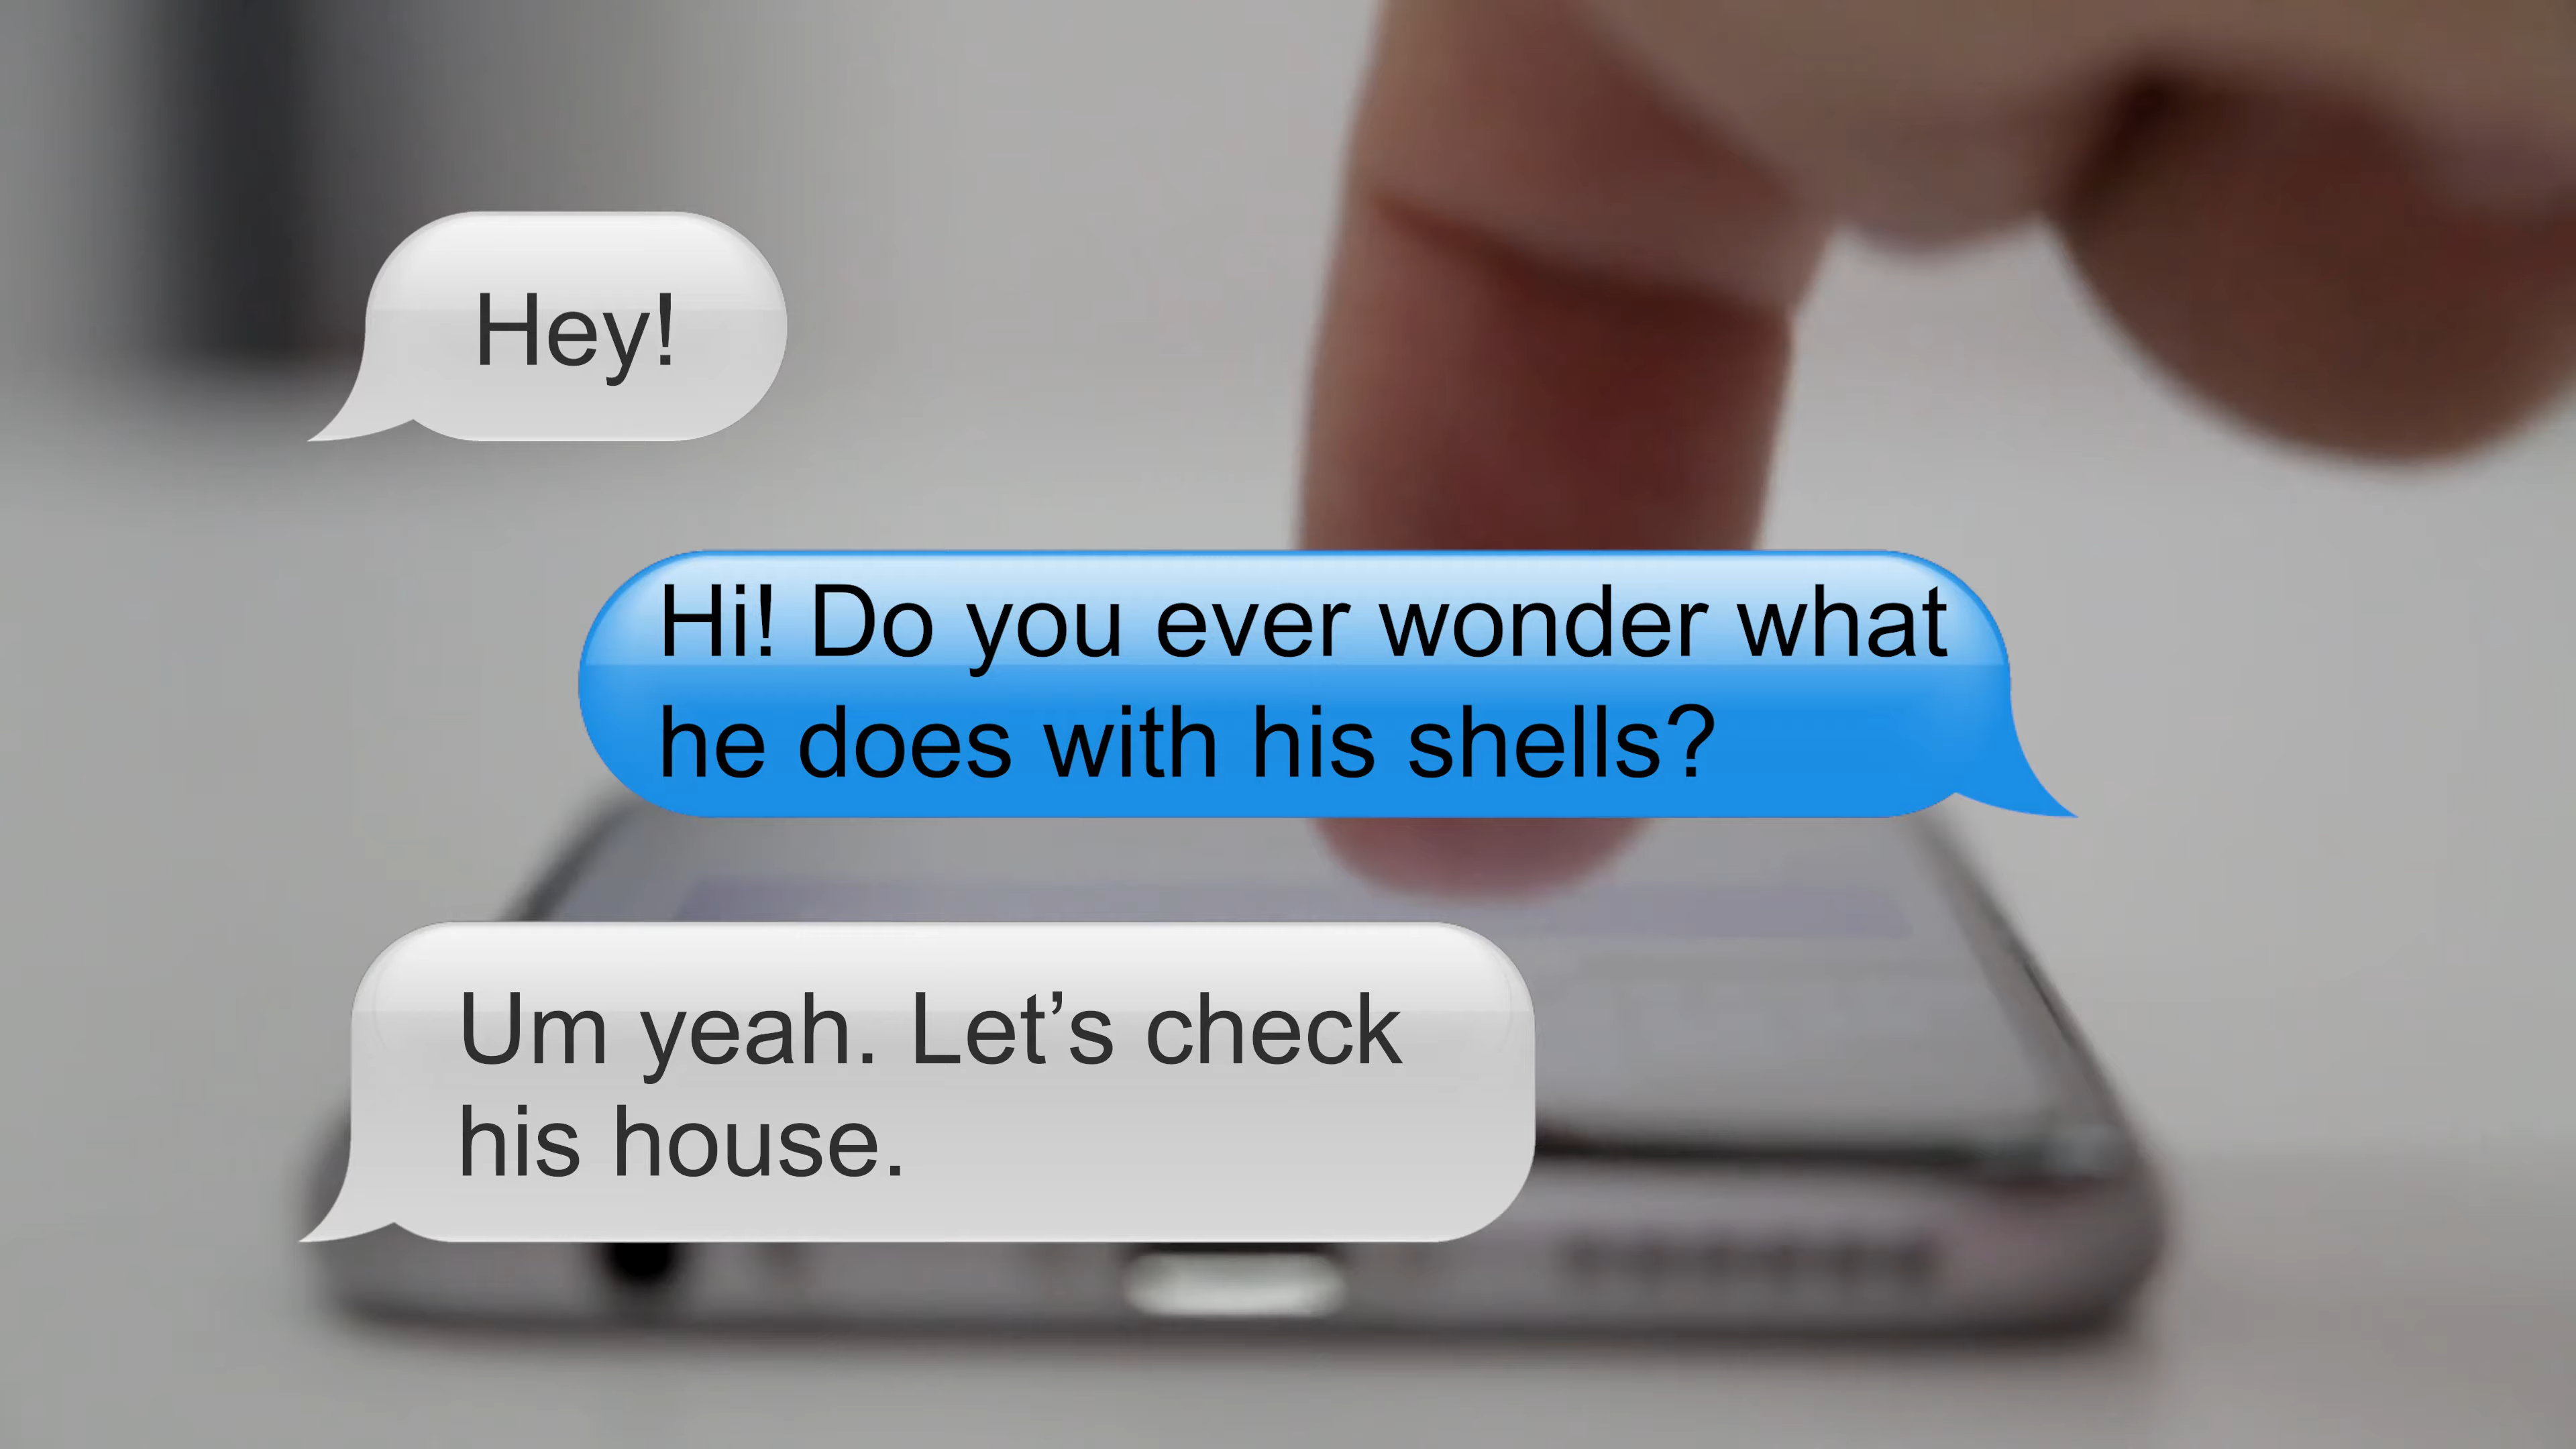 Hey!
Hi! Do you ever wonder what
he does with his shells?
Um yeah. Let’s check
his house.